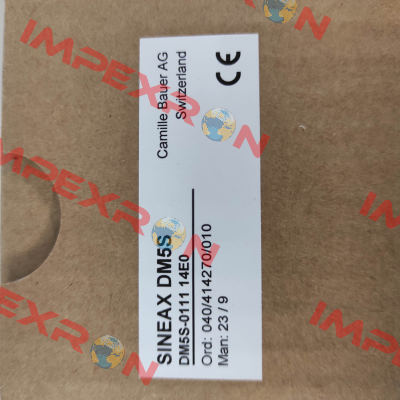 SINEAX DM5S
DM5S-0111 14E0
Ord: 040/414270/010
Man: 23 / 9
Camille Bauer AG
Switzerland
CE
IMPEXRON
IMPEXRON
IMPEXRON
IMPEXRON
IMPEXRON